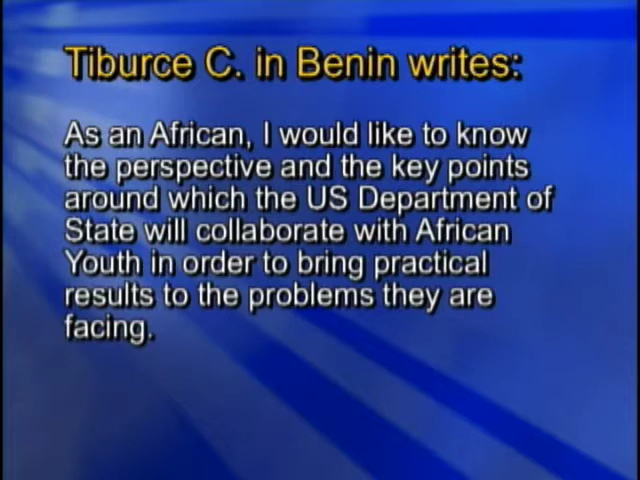 Tiburce C. in Benin writes:
As an African, I would like to know
the perspective and the key points
around which the US Department of
State will collaborate with African
Youth in order to bring practical
results to the problems they are
facing.